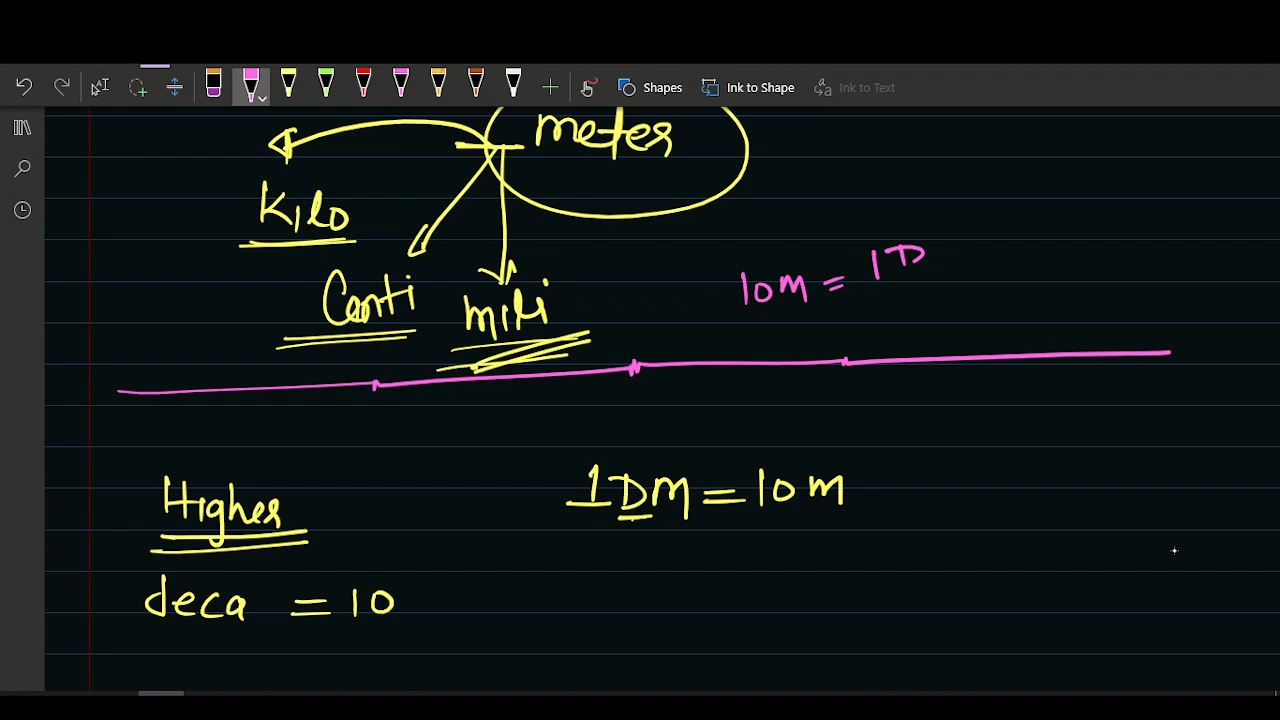 Shapes Ink to Shape Ink to Text
meter
Kilo
Centi mili
10m = 1D
Higher
1DM = 10m
deca = 10